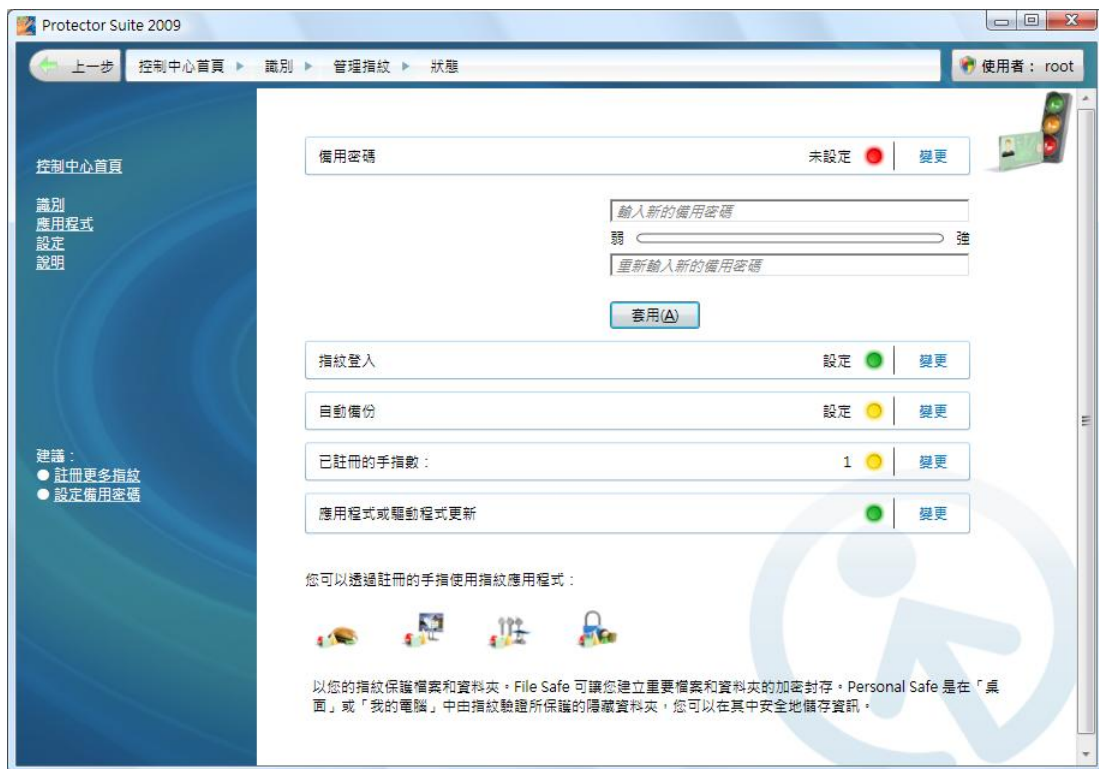 Protector Suite 2009
上一步 控制中心首頁 識別 管理指紋 狀態 使用者： root
控制中心首頁
識別
應用程式
設定
說明
建議：
註冊更多指紋
設定備用密碼
備用密碼 未設定 變更
輸入新的備用密碼
弱 強
重新輸入新的備用密碼
套用(A)
指紋登入 設定 變更
自動備份 設定 變更
已註冊的手指數： 1 變更
應用程式或驅動程式更新 變更
您可以透過註冊的手指使用指紋應用程式：
以您的指紋保護檔案和資料夾。File Safe 可讓您建立重要檔案和資料夾的加密封存。Personal Safe 是在「桌
面」或「我的電腦」中由指紋驗證所保護的隱藏資料夾，您可以在其中安全地儲存資訊。